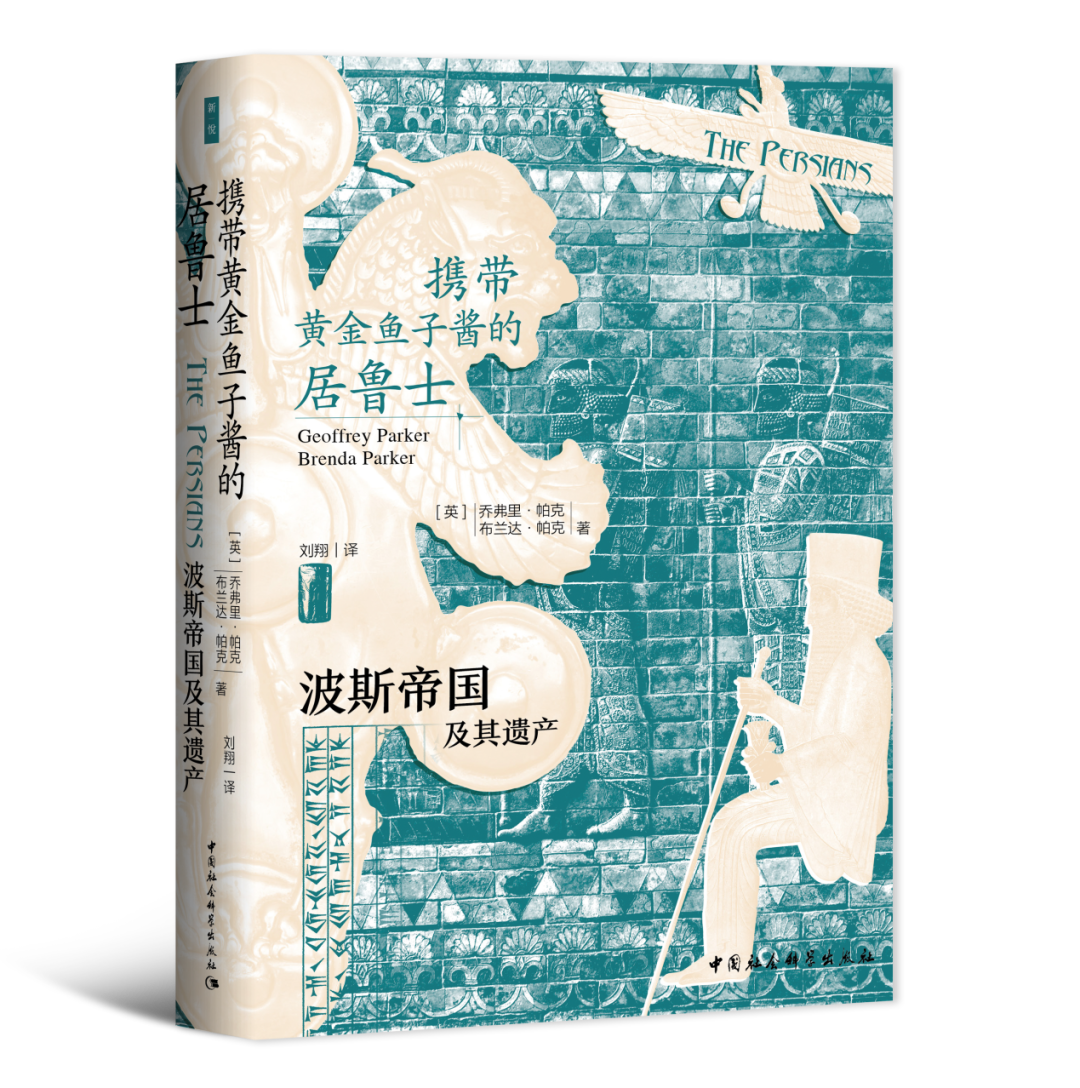 新悦
携带黄金鱼子酱的
居鲁士
THE PERSIANS
波斯帝国及其遗产
[英]
乔弗里·帕克
布兰达·帕克
著
刘翔|译
中国社会科学出版社
THE PERSIANS
携带
黄金鱼子酱的
居鲁士
Geoffrey Parker
Brenda Parker
[英]
乔弗里·帕克
布兰达·帕克
著
刘翔|译
波斯帝国
及其遗产
中国社会科学出版社